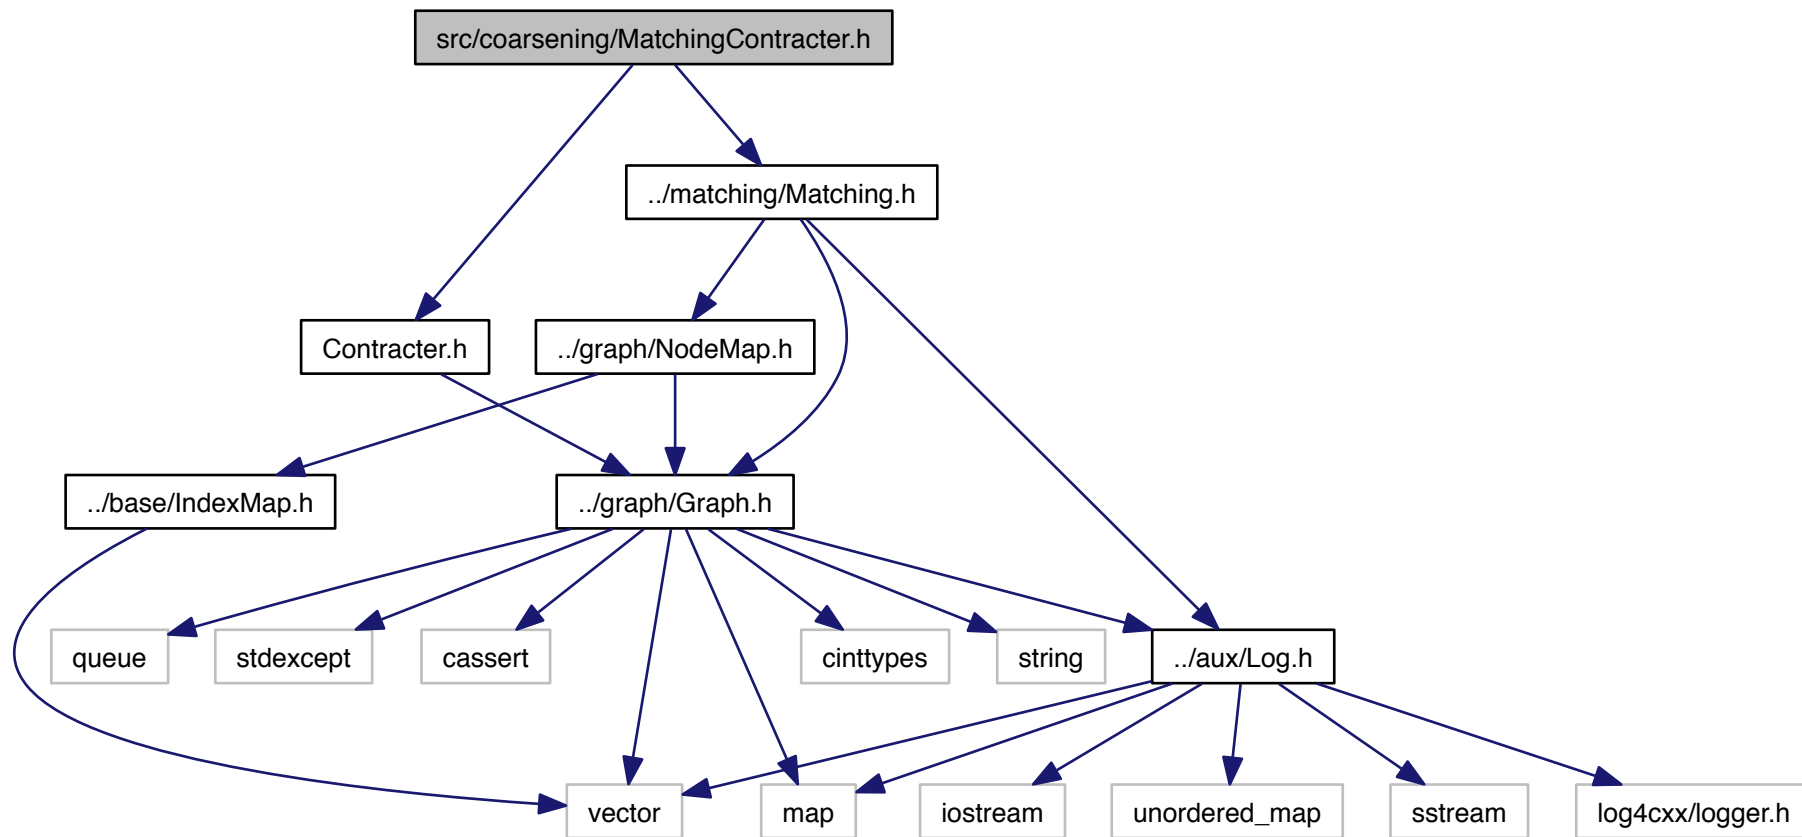 src/coarsening/MatchingContracter.h
../matching/Matching.h
Contracter.h
../graph/NodeMap.h
../base/IndexMap.h
../graph/Graph.h
queue
stdexcept
cassert
cinttypes
string
../aux/Log.h
vector
map
iostream
unordered_map
sstream
log4cxx/logger.h